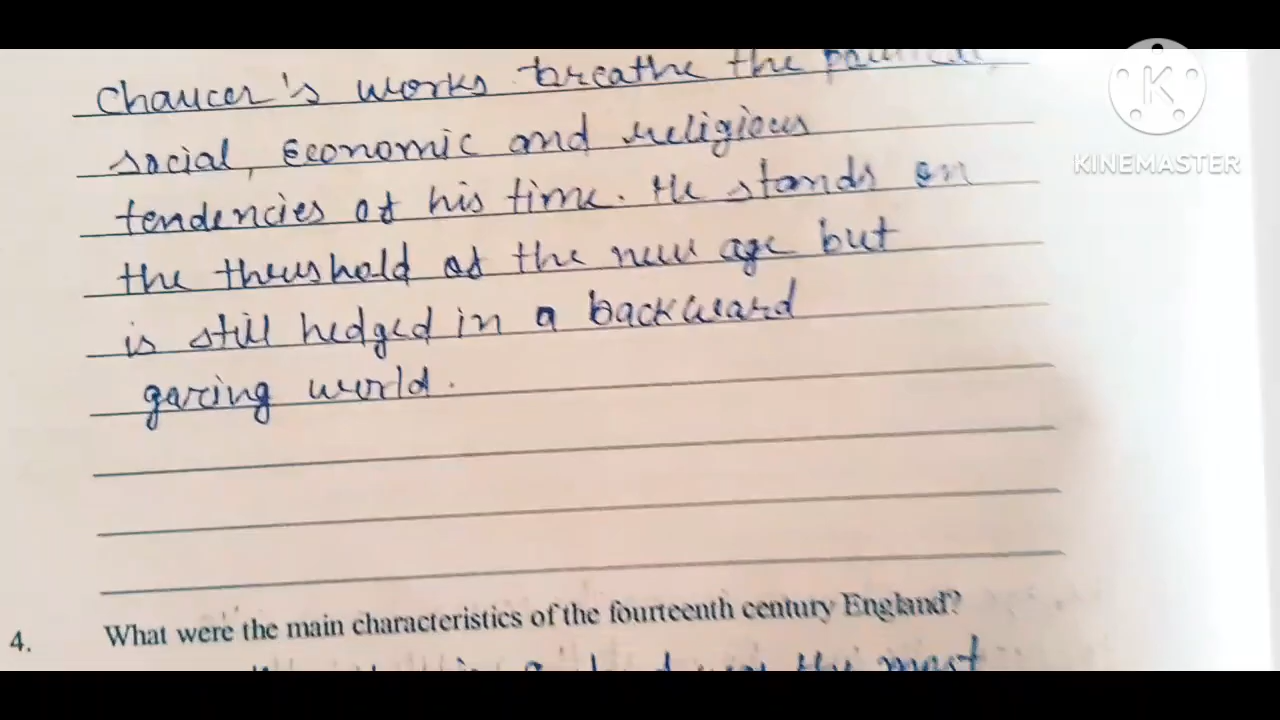 Chaucer's works breathe the
social, Economic and religious
tendencies of his time. He stands on
the threshold of the new age but
is still hedged in a backward
gazing world.
4. What were the main characteristics of the fourteenth century England?
the most
KINEMASTER